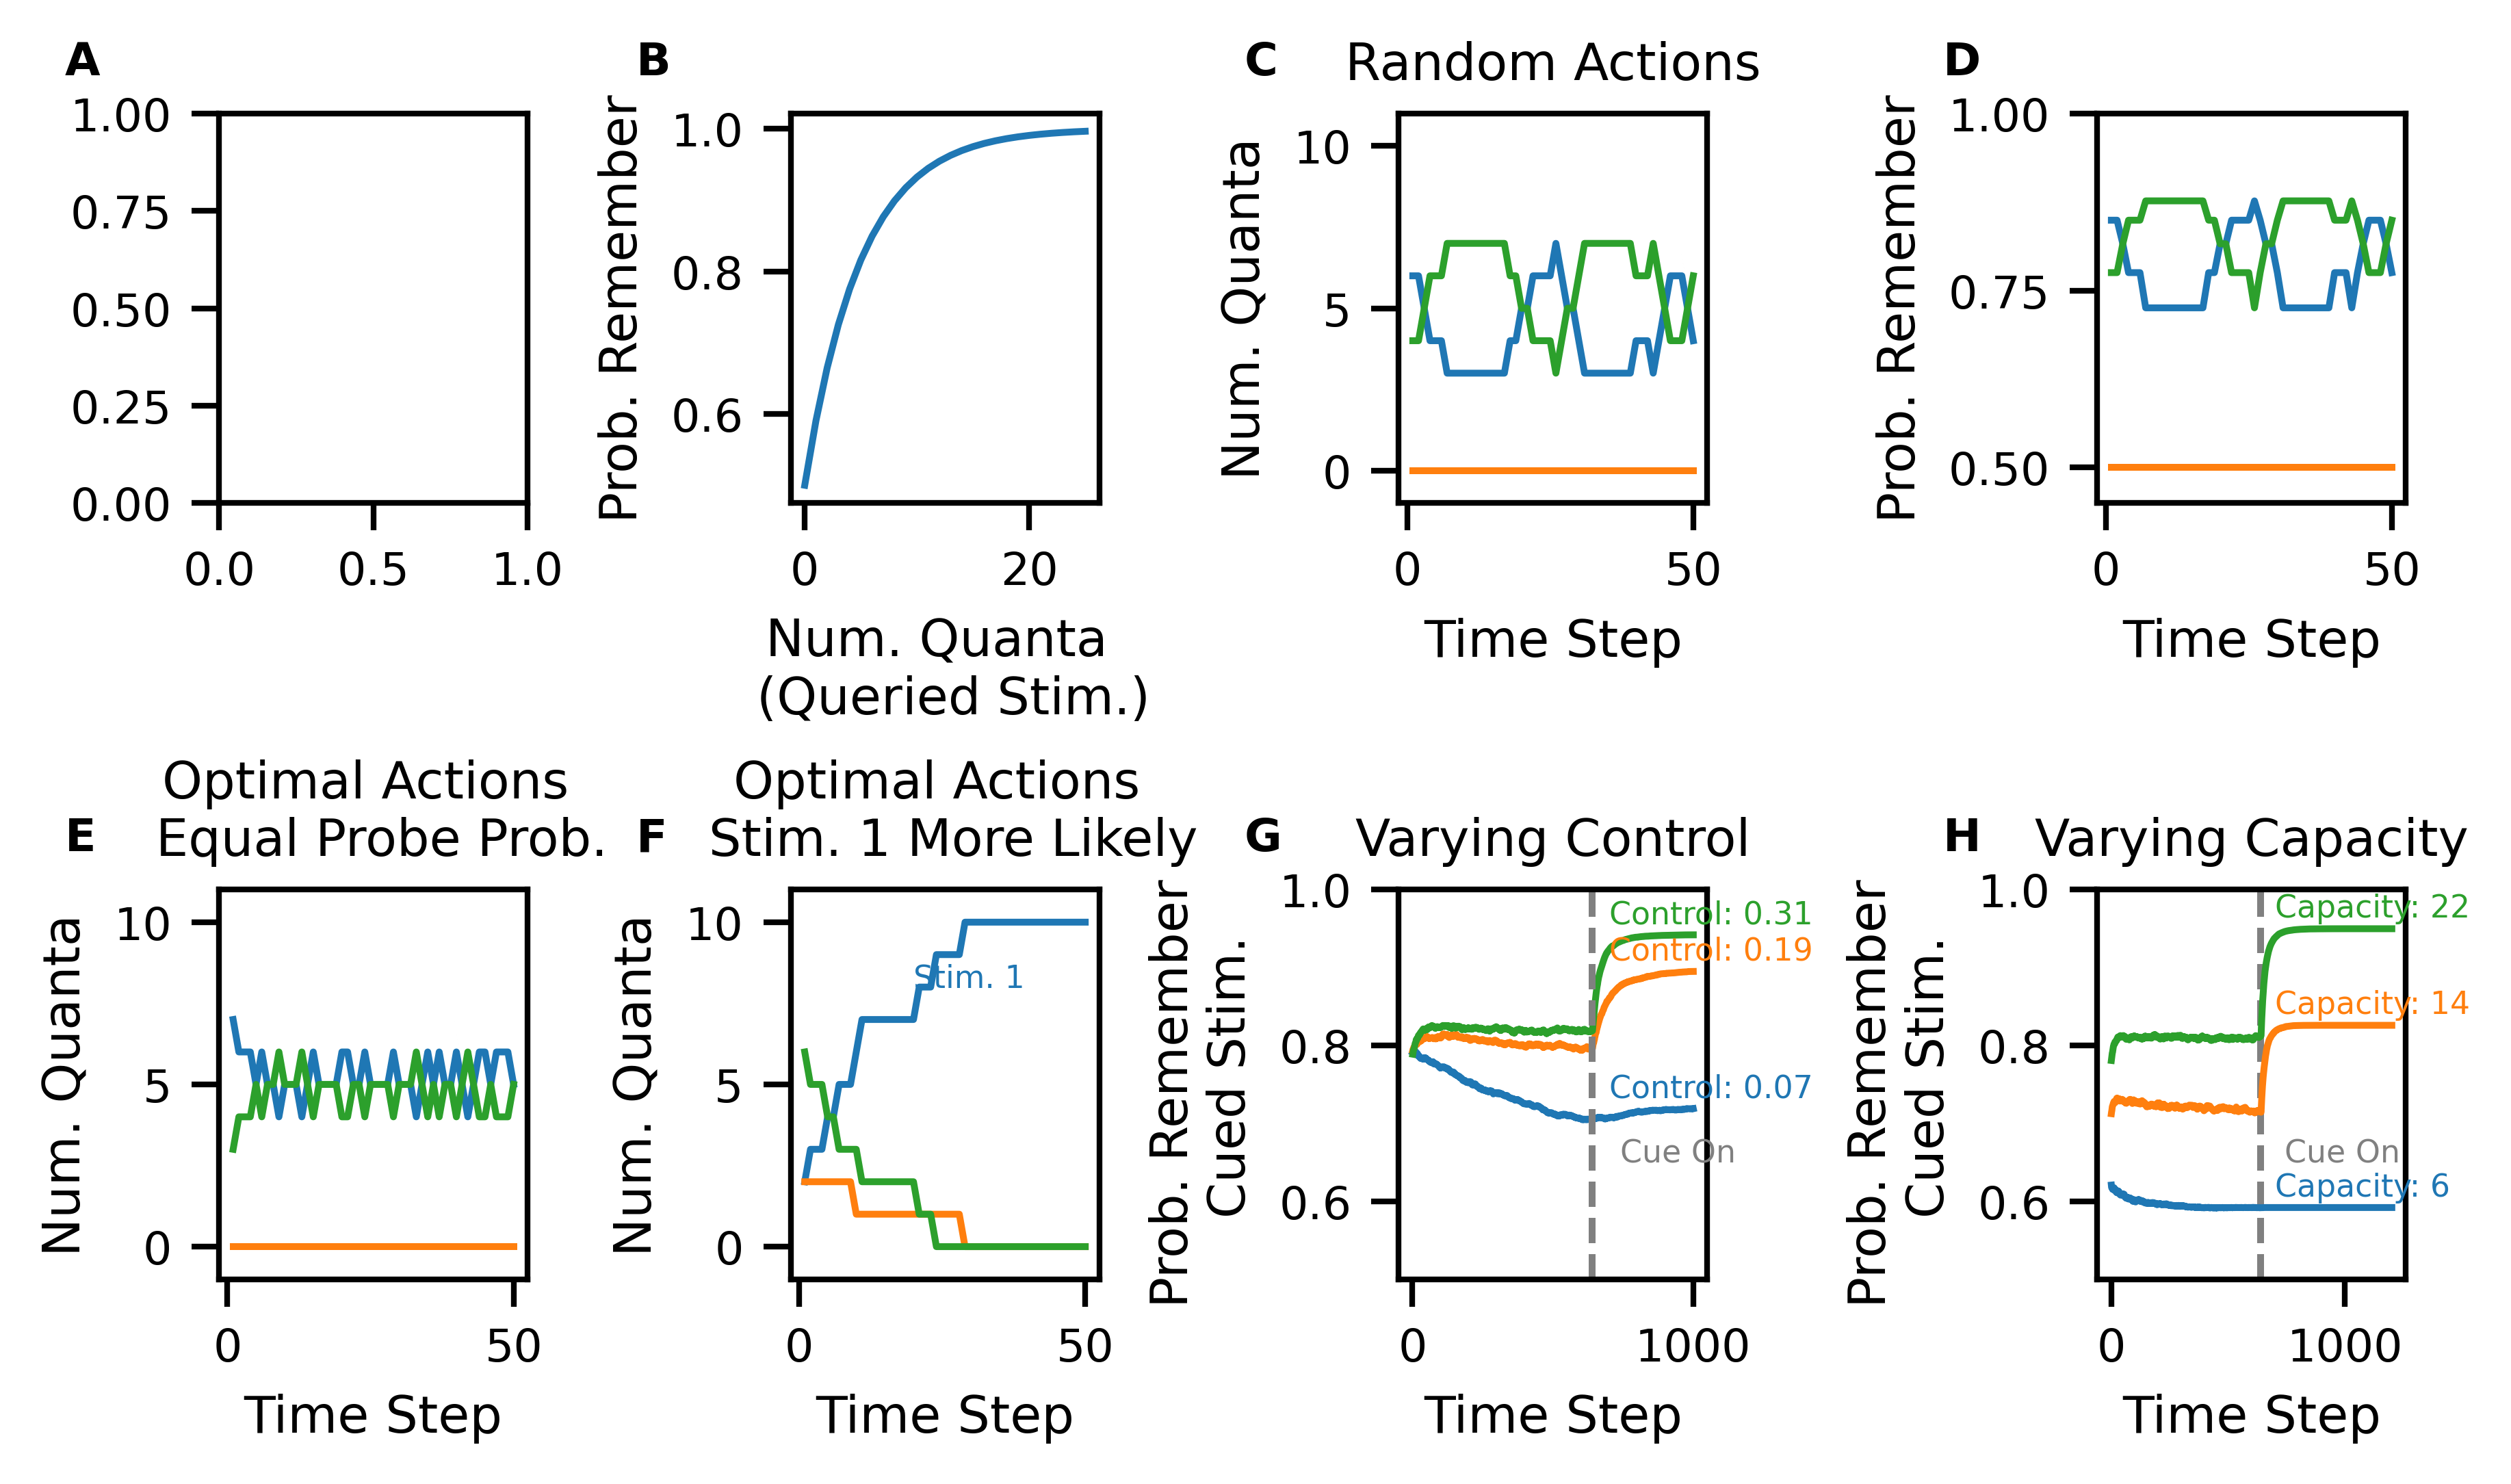 A
1.00
0.75
0.50
0.25
0.00
0.0 0.5 1.0
B
Prob. Remember
1.0
0.8
0.6
0 20
Num. Quanta
(Queried Stim.)
C
Random Actions
Num. Quanta
10
5
0
0 50
Time Step
D
Prob. Remember
1.00
0.75
0.50
0 50
Time Step
E
Optimal Actions
Equal Probe Prob.
Num. Quanta
10
5
0
0 50
Time Step
F
Optimal Actions
Stim. 1 More Likely
Num. Quanta
10
5
0
Stim. 1
0 50
Time Step
G
Varying Control
Prob. Remember
Cued Stim.
1.0
0.8
0.6
Control: 0.31
Control: 0.19
Control: 0.07
Cue On
0 1000
Time Step
H
Varying Capacity
Prob. Remember
Cued Stim.
1.0
0.8
0.6
Capacity: 22
Capacity: 14
Cue On
Capacity: 6
0 1000
Time Step